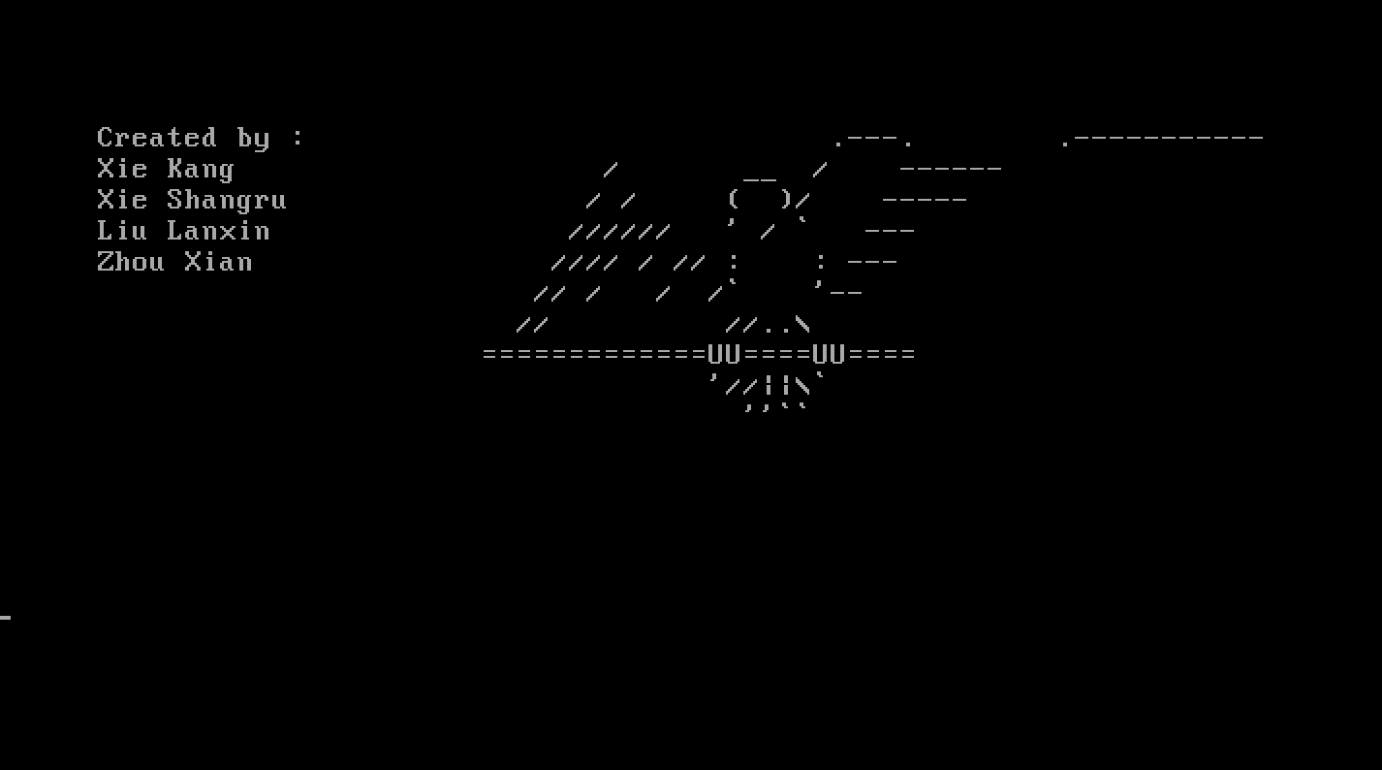 Created by :
Xie Kang
Xie Shangru
Liu Lanxin
Zhou Xian